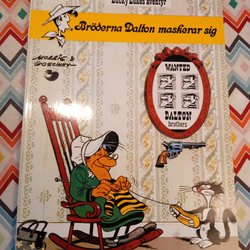 Lucky Lukes äventyr
Bröderna Dalton maskerar sig
MORRIS &
GOSCINNY
WANTED
DALTON
brothers